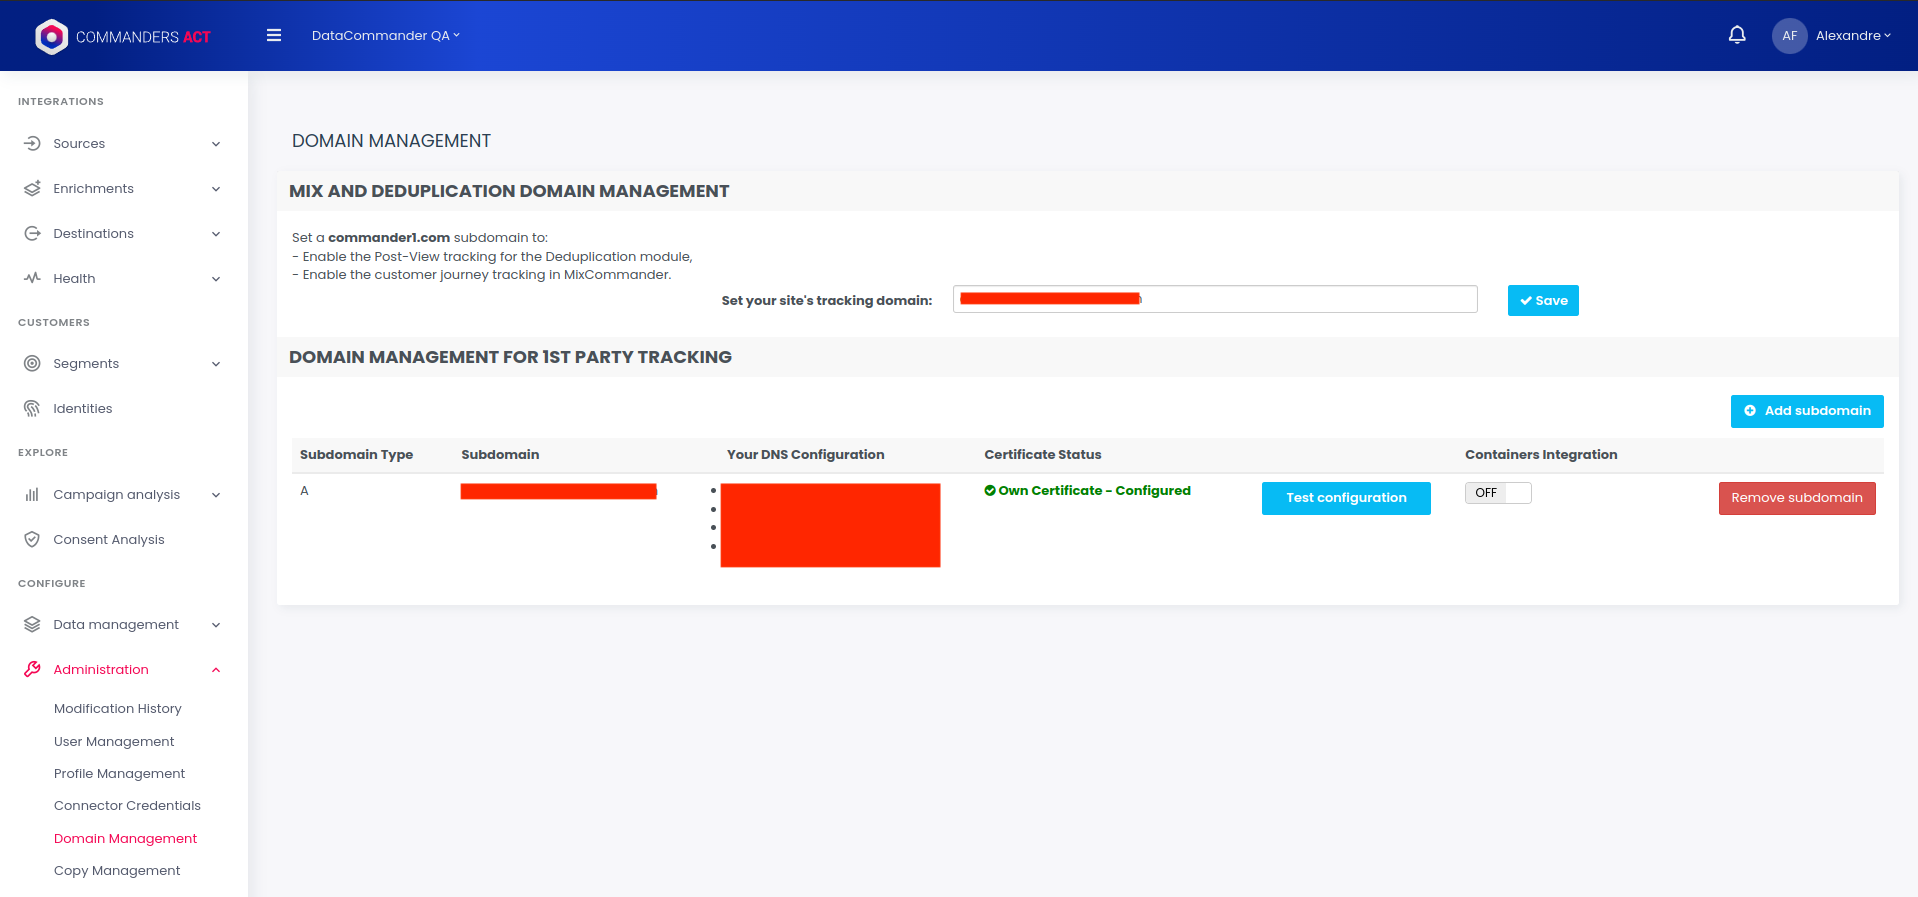 COMMANDERS ACT
DataCommander QA
AF
Alexandre
INTEGRATIONS
Sources
Enrichments
Destinations
Health
CUSTOMERS
Segments
Identities
EXPLORE
Campaign analysis
Consent Analysis
CONFIGURE
Data management
Administration
Modification History
User Management
Profile Management
Connector Credentials
Domain Management
Copy Management
DOMAIN MANAGEMENT
MIX AND DEDUPLICATION DOMAIN MANAGEMENT
Set a commander1.com subdomain to:
- Enable the Post-View tracking for the Deduplication module,
- Enable the customer journey tracking in MixCommander.
Set your site's tracking domain:
Save
DOMAIN MANAGEMENT FOR 1ST PARTY TRACKING
Add subdomain
Subdomain Type Subdomain Your DNS Configuration Certificate Status Containers Integration
A
Own Certificate - Configured
Test configuration
OFF
Remove subdomain